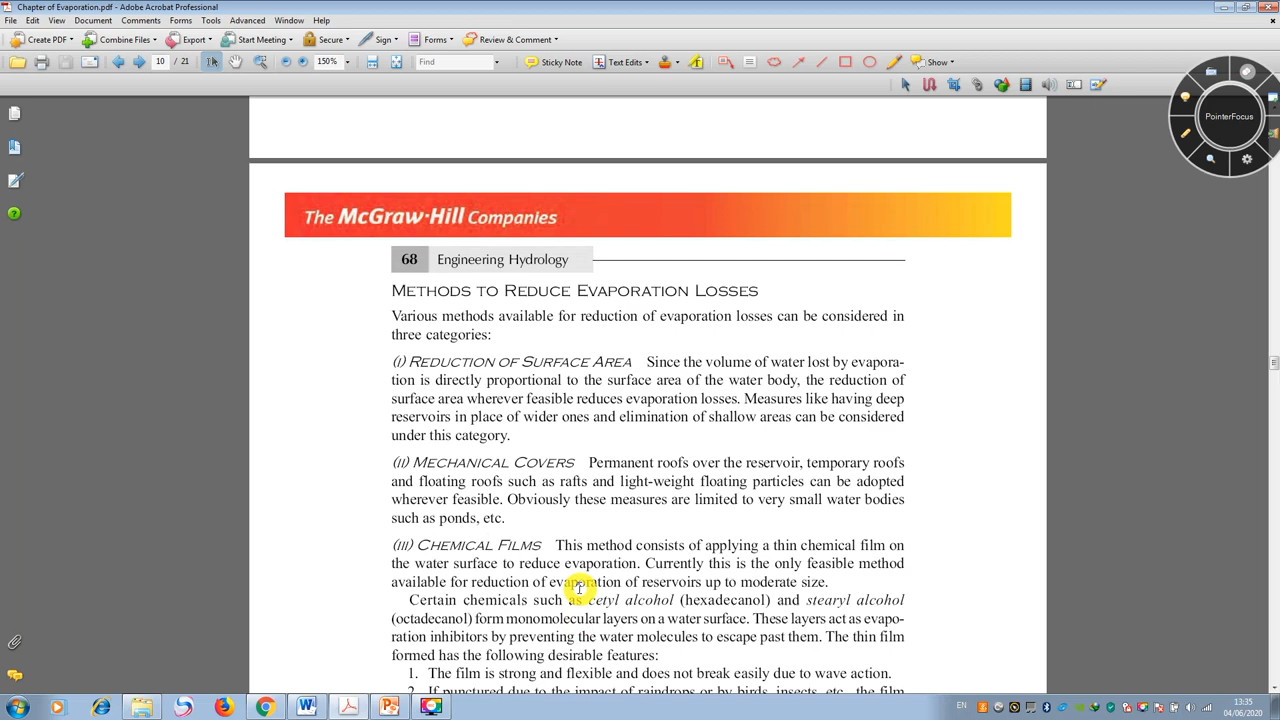 Chapter of Evaporation.pdf - Adobe Acrobat Professional
File Edit View Document Comments Forms Tools Advanced Window Help
Create PDF Combine Files Export Start Meeting Secure Sign Forms Review & Comment
10 / 21 150% Find Sticky Note Text Edits Show
PointerFocus
The McGraw·Hill Companies
68 Engineering Hydrology
METHODS TO REDUCE EVAPORATION LOSSES
Various methods available for reduction of evaporation losses can be considered in
three categories:
(I) REDUCTION OF SURFACE AREA Since the volume of water lost by evapora-
tion is directly proportional to the surface area of the water body, the reduction of
surface area wherever feasible reduces evaporation losses. Measures like having deep
reservoirs in place of wider ones and elimination of shallow areas can be considered
under this category.
(II) MECHANICAL COVERS Permanent roofs over the reservoir, temporary roofs
and floating roofs such as rafts and light-weight floating particles can be adopted
wherever feasible. Obviously these measures are limited to very small water bodies
such as ponds, etc.
(III) CHEMICAL FILMS This method consists of applying a thin chemical film on
the water surface to reduce evaporation. Currently this is the only feasible method
available for reduction of evaporation of reservoirs up to moderate size.
Certain chemicals such as cetyl alcohol (hexadecanol) and stearyl alcohol
(octadecanol) form monomolecular layers on a water surface. These layers act as evapo-
ration inhibitors by preventing the water molecules to escape past them. The thin film
formed has the following desirable features:
1. The film is strong and flexible and does not break easily due to wave action.
2. If punctured due to the impact of raindrops or by birds, insects, etc., the film
EN 13:35
04/06/2020